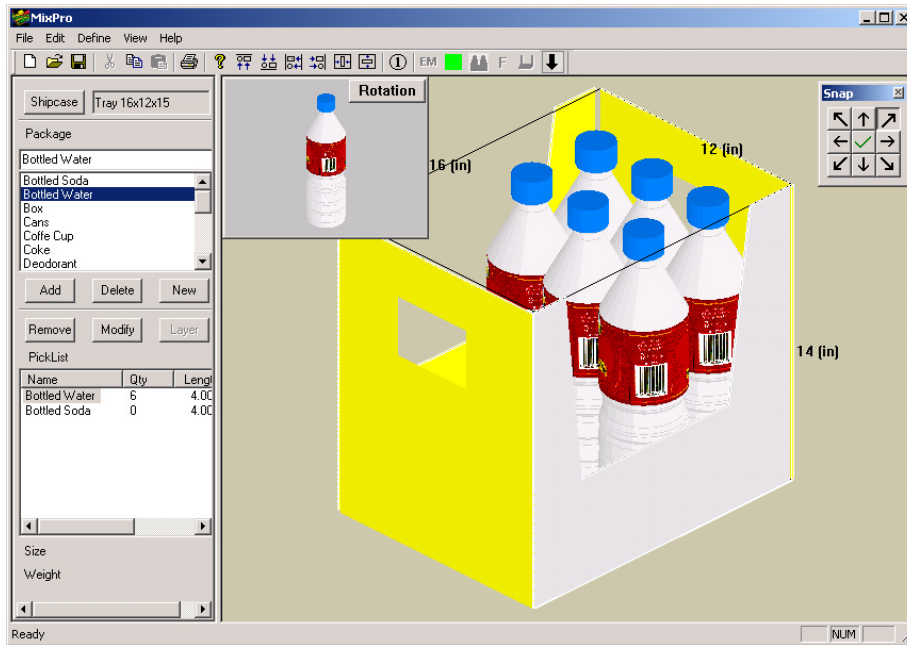 MixPro
File Edit Define View Help
EM F
Shipcase Tray 16x12x15
Package
Bottled Water
Bottled Soda
Bottled Water
Box
Cans
Coffe Cup
Coke
Deodorant
Add Delete New
Remove Modify Layer
PickList
Name Qty Lengt
Bottled Water 6 4.00
Bottled Soda 0 4.00
Size
Weight
Rotation
16 (in)
12 (in)
14 (in)
Snap
Ready NUM